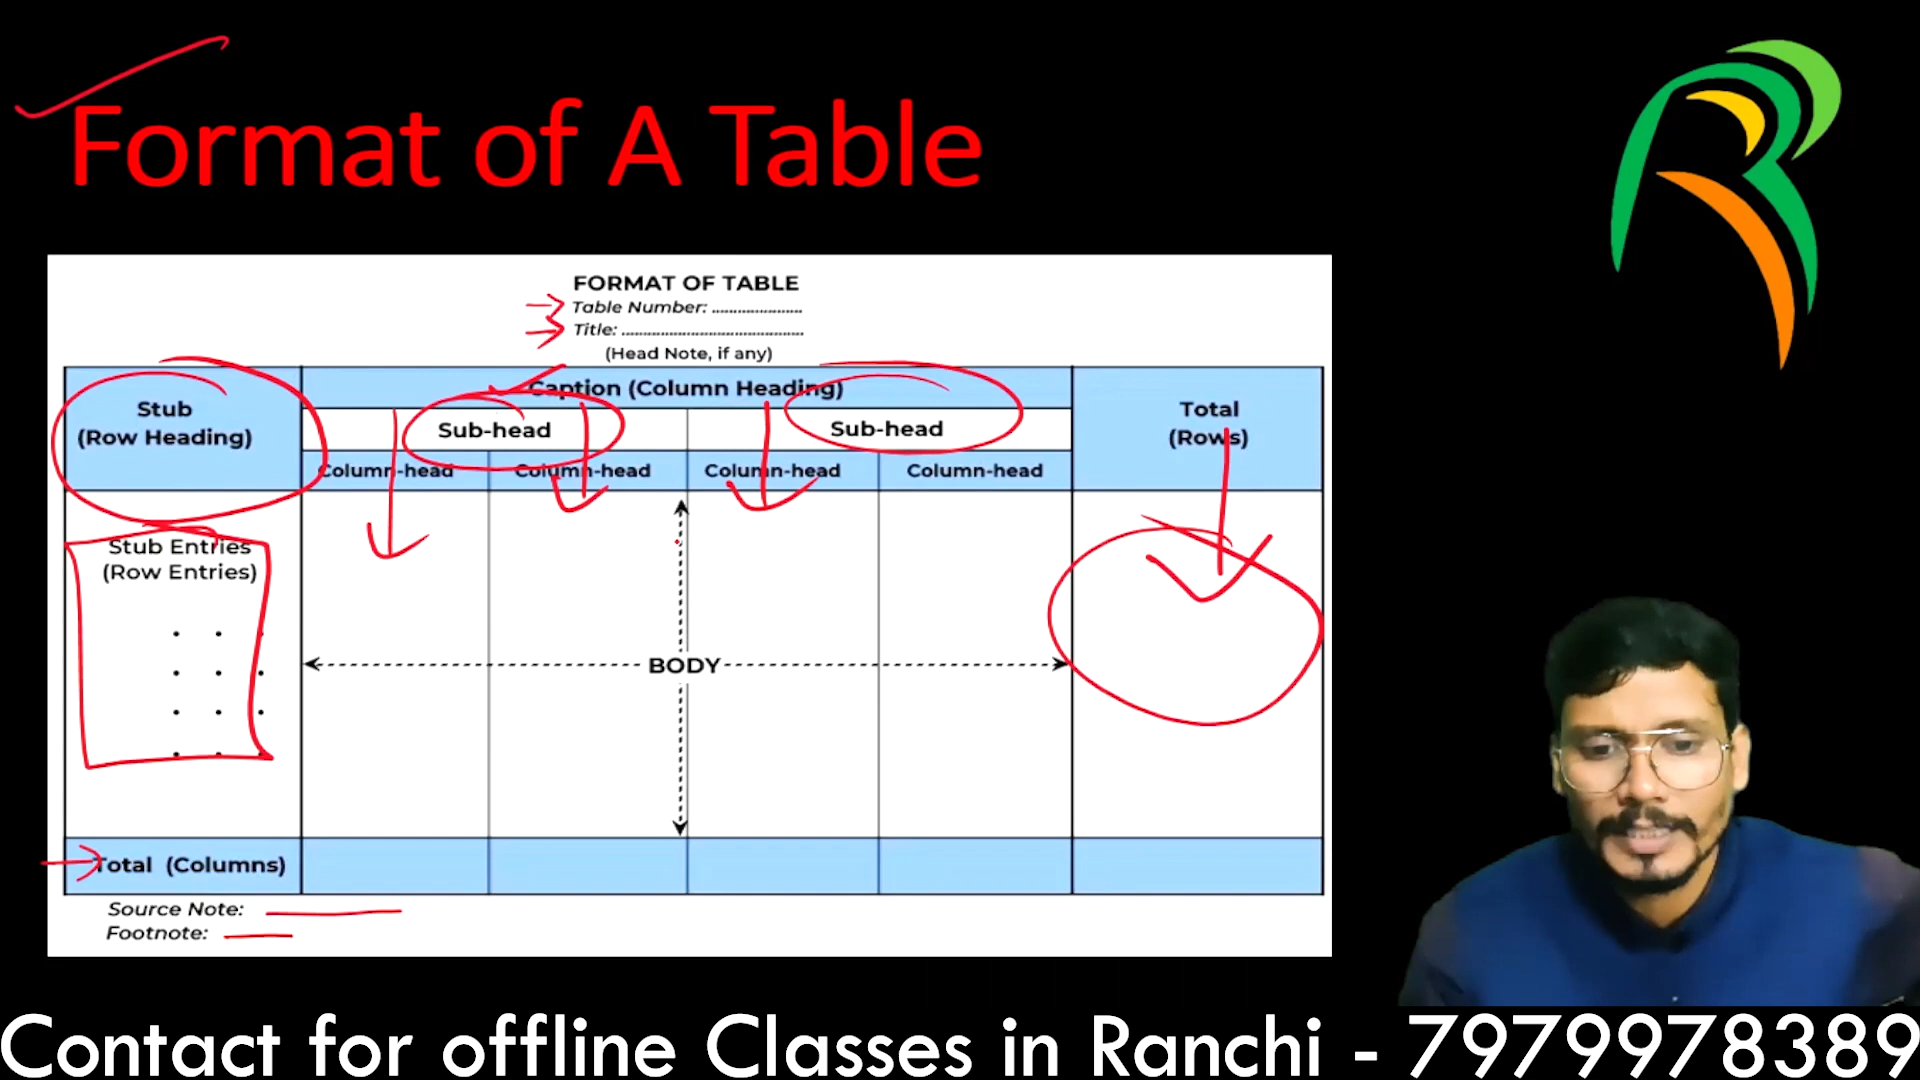 Format of A Table
FORMAT OF TABLE
Table Number: ......................
Title: ............................................
(Head Note, if any)
Stub
(Row Heading)
Caption (Column Heading)
Total
(Rows)
Sub-head Sub-head
Column-head Column-head Column-head Column-head
Stub Entries
(Row Entries)
BODY
Total (Columns)
Source Note:
Footnote:
Contact for offline Classes in Ranchi - 7979978389